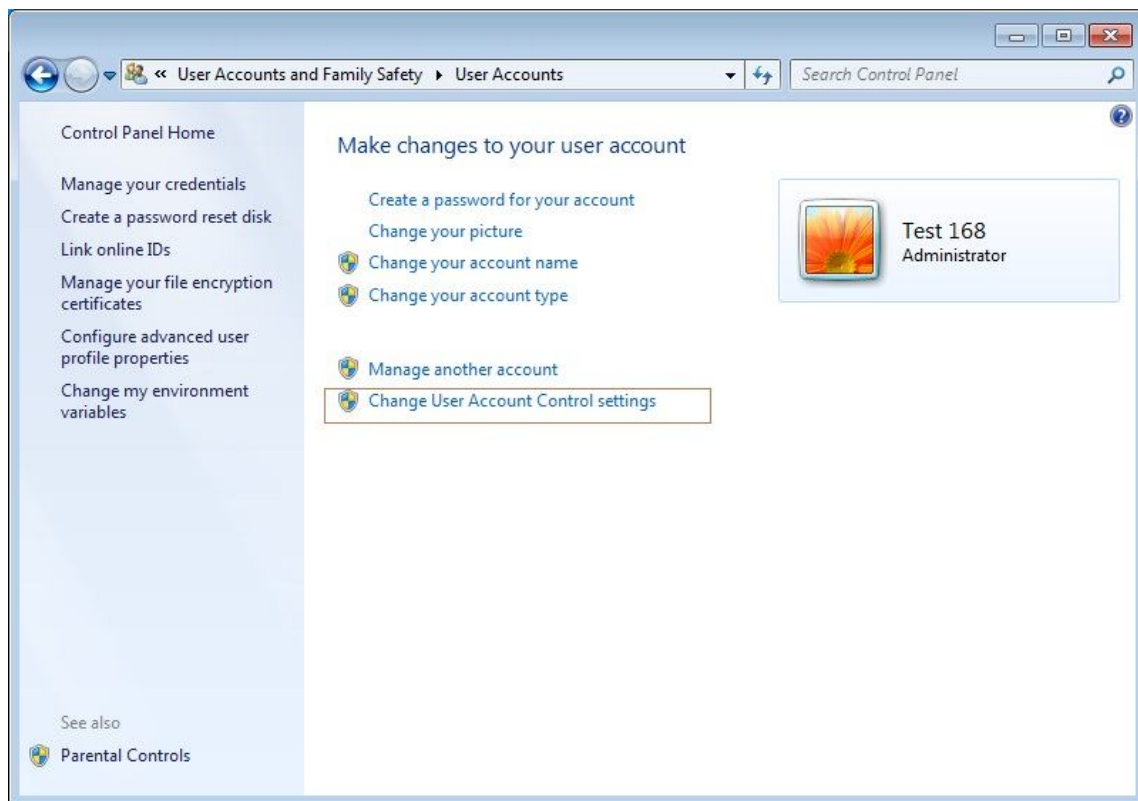 « User Accounts and Family Safety ▸ User Accounts
Search Control Panel
Control Panel Home
Manage your credentials
Create a password reset disk
Link online IDs
Manage your file encryption
certificates
Configure advanced user
profile properties
Change my environment
variables
See also
Parental Controls
Make changes to your user account
Create a password for your account
Change your picture
Change your account name
Change your account type
Manage another account
Change User Account Control settings
Test 168
Administrator